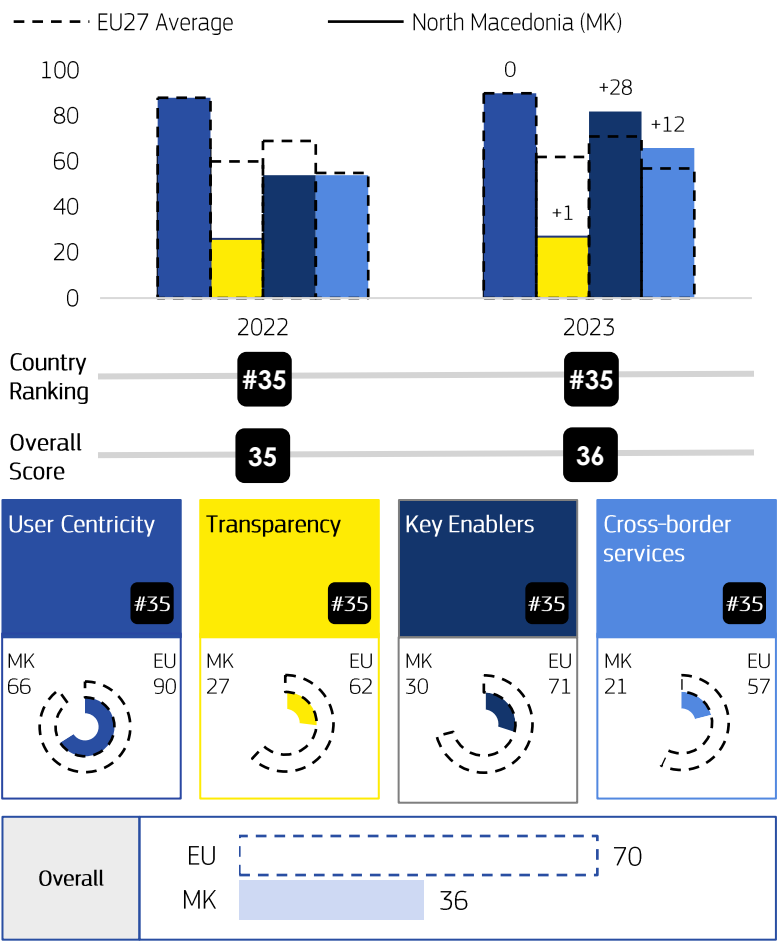 EU27 Average
North Macedonia (MK)
100
80
60
40
20
0
0
+1
+28
+12
2022
2023
Country
Ranking
#35
#35
Overall
Score
35
36
User Centricity
#35
Transparency
#35
Key Enablers
#35
Cross-border
services
#35
MK
66
EU
90
MK
27
EU
62
MK
30
EU
71
MK
21
EU
57
Overall
EU
70
MK
36